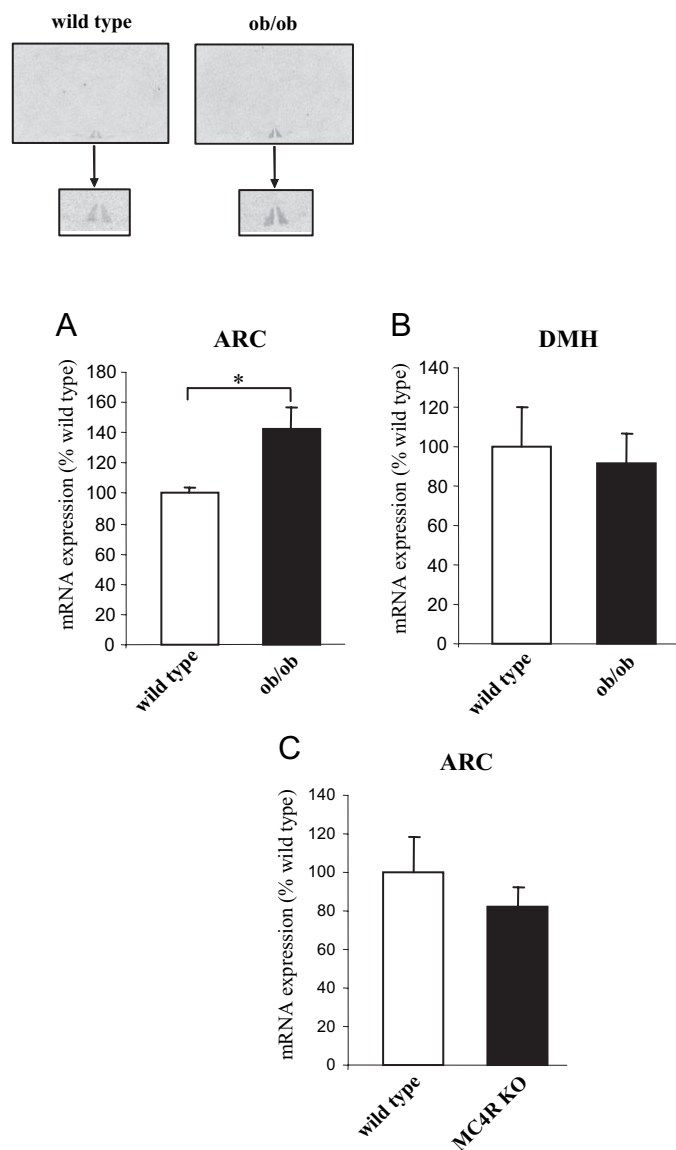 wild type
ob/ob
A
ARC
mRNA expression (% wild type)
180
160
140
120
100
80
60
40
20
0
*
wild type
ob/ob
B
DMH
mRNA expression (% wild type)
140
120
100
80
60
40
20
0
wild type
ob/ob
C
ARC
mRNA expression (% wild type)
140
120
100
80
60
40
20
0
wild type
MC4R KO